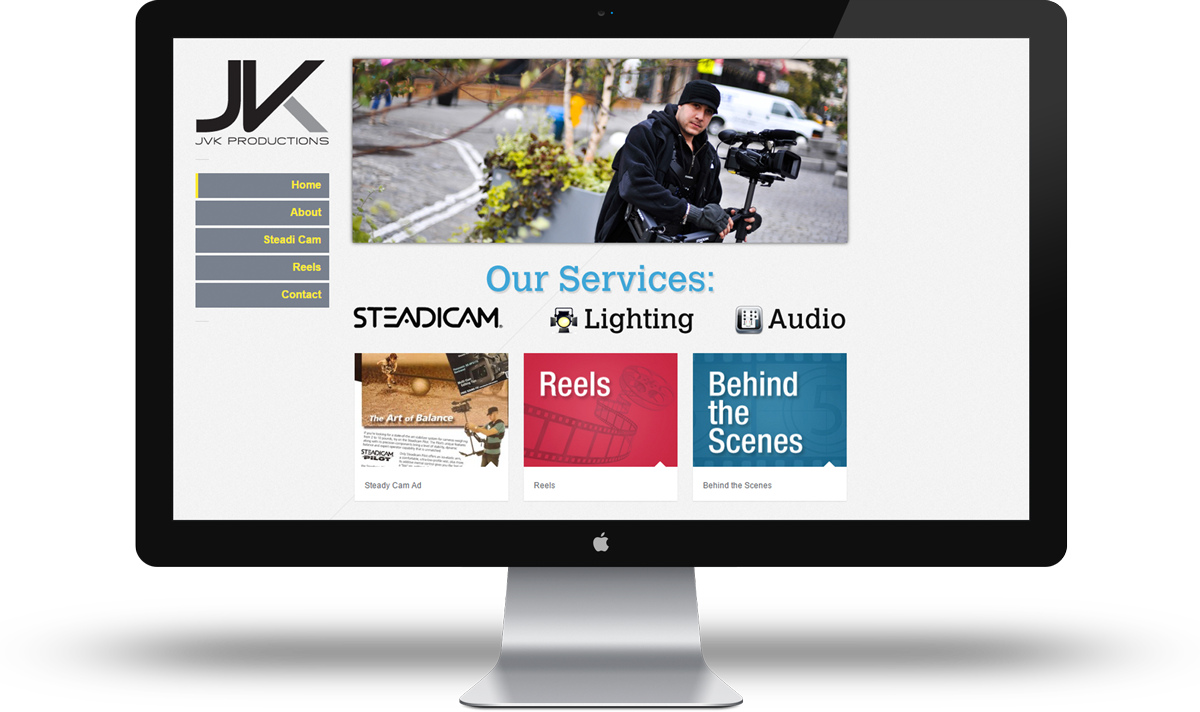 JVK
JVK PRODUCTIONS
Home
About
Steadi Cam
Reels
Contact
Our Services:
STEADICAM®
Lighting
Audio
The Art of Balance
STEADICAM
PILOT
Steady Cam Ad
Reels
Reels
Behind
the
Scenes
5
Behind the Scenes